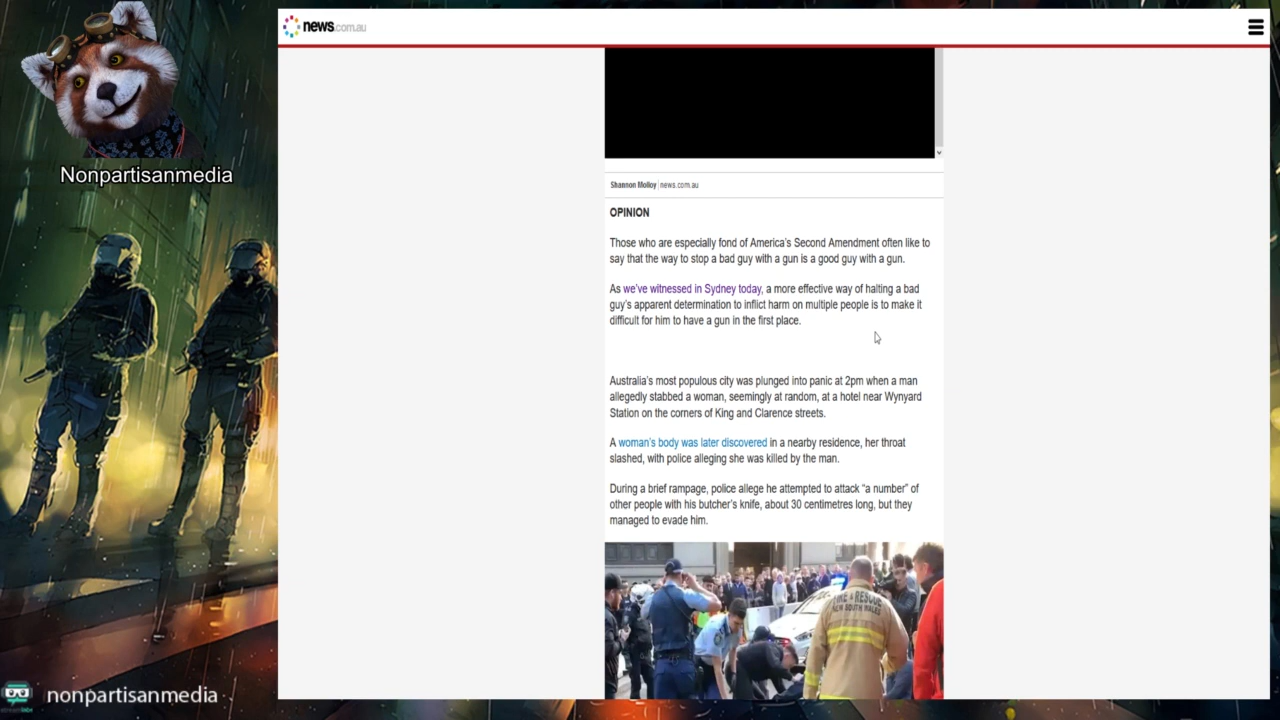 news.com.au
Nonpartisanmedia
Shannon Molloy | news.com.au
OPINION
Those who are especially fond of America's Second Amendment often like to
say that the way to stop a bad guy with a gun is a good guy with a gun.
As we've witnessed in Sydney today, a more effective way of halting a bad
guy's apparent determination to inflict harm on multiple people is to make it
difficult for him to have a gun in the first place.
Australia's most populous city was plunged into panic at 2pm when a man
allegedly stabbed a woman, seemingly at random, at a hotel near Wynyard
Station on the corners of King and Clarence streets.
A woman's body was later discovered in a nearby residence, her throat
slashed, with police alleging she was killed by the man.
During a brief rampage, police allege he attempted to attack “a number” of
other people with his butcher's knife, about 30 centimetres long, but they
managed to evade him.
FIRE & RESCUE
NEW SOUTH WALES
nonpartisanmedia